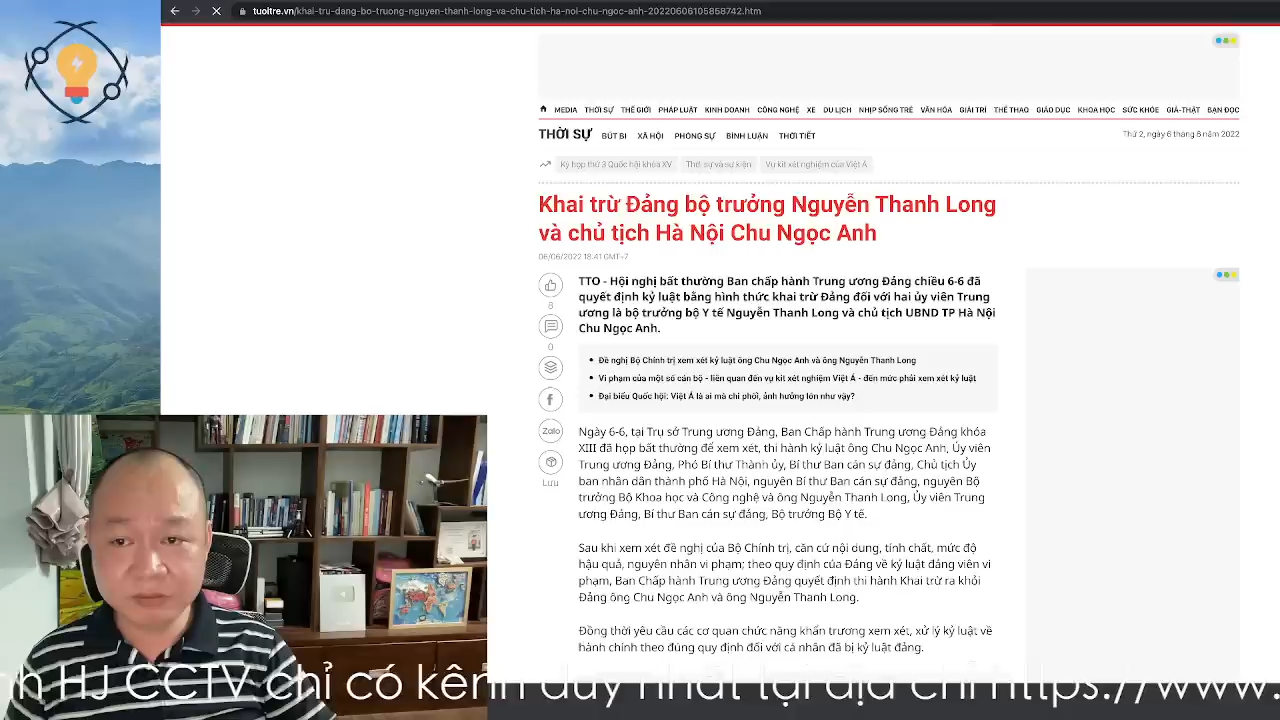 tuoitre.vn/khai-tru-dang-bo-truong-nguyen-thanh-long-va-chu-tich-ha-noi-chu-ngoc-anh-20220606105858742.htm
MEDIA THỜI SỰ THẾ GIỚI PHÁP LUẬT KINH DOANH CÔNG NGHỆ XE DU LỊCH NHỊP SỐNG TRẺ VĂN HÓA GIẢI TRÍ THỂ THAO GIÁO DỤC KHOA HỌC SỨC KHỎE GIẢ-THẬT BẠN ĐỌC
THỜI SỰ BÚT BI XÃ HỘI PHÓNG SỰ BÌNH LUẬN THỜI TIẾT Thứ 2, ngày 6 tháng 6 năm 2022
Kỳ họp thứ 3 Quốc hội khóa XV Thời sự và sự kiện Vụ kit xét nghiệm của Việt Á
Khai trừ Đảng bộ trưởng Nguyễn Thanh Long
và chủ tịch Hà Nội Chu Ngọc Anh
06/06/2022 18:41 GMT+7
TTO - Hội nghị bất thường Ban chấp hành Trung ương Đảng chiều 6-6 đã
quyết định kỷ luật bằng hình thức khai trừ Đảng đối với hai ủy viên Trung
ương là bộ trưởng bộ Y tế Nguyễn Thanh Long và chủ tịch UBND TP Hà Nội
Chu Ngọc Anh.
8
0
Zalo
Lưu
Đề nghị Bộ Chính trị xem xét kỷ luật ông Chu Ngọc Anh và ông Nguyễn Thanh Long
Vi phạm của một số cán bộ - liên quan đến vụ kit xét nghiệm Việt Á - đến mức phải xem xét kỷ luật
Đại biểu Quốc hội: Việt Á là ai mà chi phối, ảnh hưởng lớn như vậy?
Ngày 6-6, tại Trụ sở Trung ương Đảng, Ban Chấp hành Trung ương Đảng khóa
XIII đã họp bất thường để xem xét, thi hành kỷ luật ông Chu Ngọc Anh, Ủy viên
Trung ương Đảng, Phó Bí thư Thành ủy, Bí thư Ban cán sự đảng, Chủ tịch Ủy
ban nhân dân thành phố Hà Nội, nguyên Bí thư Ban cán sự đảng, nguyên Bộ
trưởng Bộ Khoa học và Công nghệ và ông Nguyễn Thanh Long, Ủy viên Trung
ương Đảng, Bí thư Ban cán sự đảng, Bộ trưởng Bộ Y tế.
Sau khi xem xét đề nghị của Bộ Chính trị, căn cứ nội dung, tính chất, mức độ
hậu quả, nguyên nhân vi phạm; theo quy định của Đảng về kỷ luật đảng viên vi
phạm, Ban Chấp hành Trung ương Đảng quyết định thi hành Khai trừ ra khỏi
Đảng ông Chu Ngọc Anh và ông Nguyễn Thanh Long.
Đồng thời yêu cầu các cơ quan chức năng khẩn trương xem xét, xử lý kỷ luật về
hành chính theo đúng quy định đối với cá nhân đã bị kỷ luật đảng.
nh HJ CCTV chỉ có kênh duy nhất tại địa chỉ https://www.